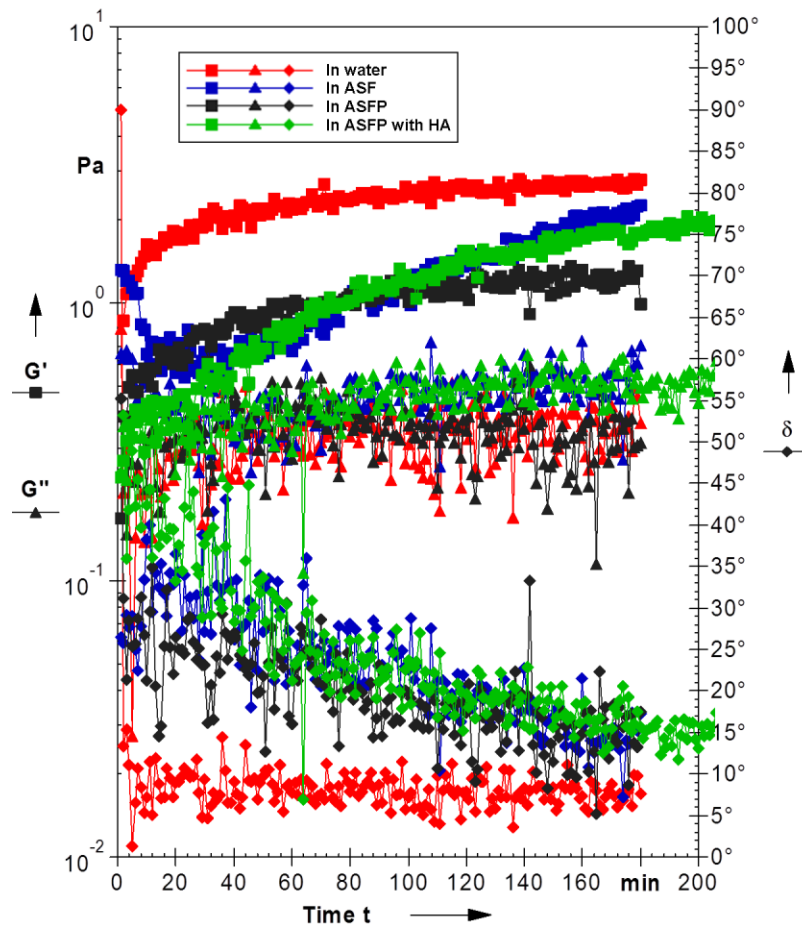 10¹ 100°
95°
In water
In ASF
In ASFP
In ASFP with HA
90°
85°
Pa 80°
75°
70°
10⁰ 65°
60°
G' 55°
50° δ
G'' 45°
40°
35°
10⁻¹ 30°
25°
20°
15°
10°
5°
10⁻² 0°
0 20 40 60 80 100 120 140 160 min 200
Time t